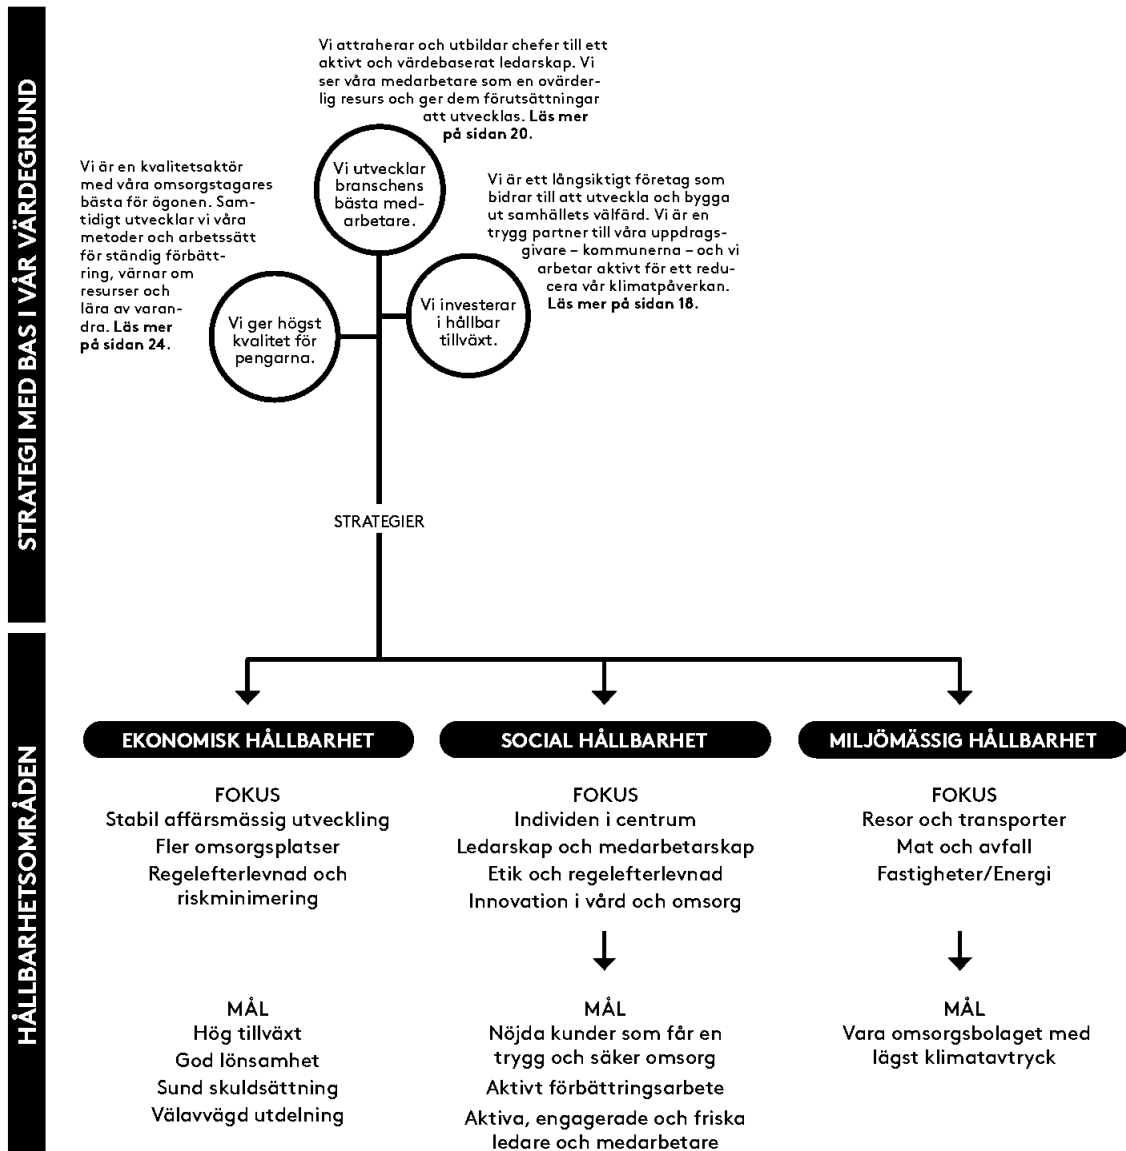 STRATEGI MED BAS I VÅR VÄRDEGRUND
Vi attraherar och utbildar chefer till ett
aktivt och värdebaserat ledarskap. Vi
ser våra medarbetare som en ovärder-
lig resurs och ger dem förutsättningar
att utvecklas. Läs mer
på sidan 20.
Vi utvecklar
branschens
bästa med-
arbetare.
Vi är en kvalitetsaktör
med våra omsorgstagares
bästa för ögonen. Sam-
tidigt utvecklar vi våra
metoder och arbetssätt
för ständig förbätt-
ring, värnar om
resurser och
lära av varan-
dra. Läs mer
på sidan 24.
Vi ger högst
kvalitet för
pengarna.
Vi är ett långsiktigt företag som
bidrar till att utveckla och bygga
ut samhällets välfärd. Vi är en
trygg partner till våra uppdrags-
givare – kommunerna – och vi
arbetar aktivt för ett redu-
cera vår klimatpåverkan.
Läs mer på sidan 18.
Vi investerar
i hållbar
tillväxt.
STRATEGIER
HÅLLBARHETSOMRÅDEN
EKONOMISK HÅLLBARHET
FOKUS
Stabil affärsmässig utveckling
Fler omsorgsplatser
Regelefterlevnad och
riskminimering
MÅL
Hög tillväxt
God lönsamhet
Sund skuldsättning
Välavvägd utdelning
SOCIAL HÅLLBARHET
FOKUS
Individen i centrum
Ledarskap och medarbetarskap
Etik och regelefterlevnad
Innovation i vård och omsorg
MÅL
Nöjda kunder som får en
trygg och säker omsorg
Aktivt förbättringsarbete
Aktiva, engagerade och friska
ledare och medarbetare
MILJÖMÄSSIG HÅLLBARHET
FOKUS
Resor och transporter
Mat och avfall
Fastigheter/Energi
MÅL
Vara omsorgsbolaget med
lägst klimatavtryck